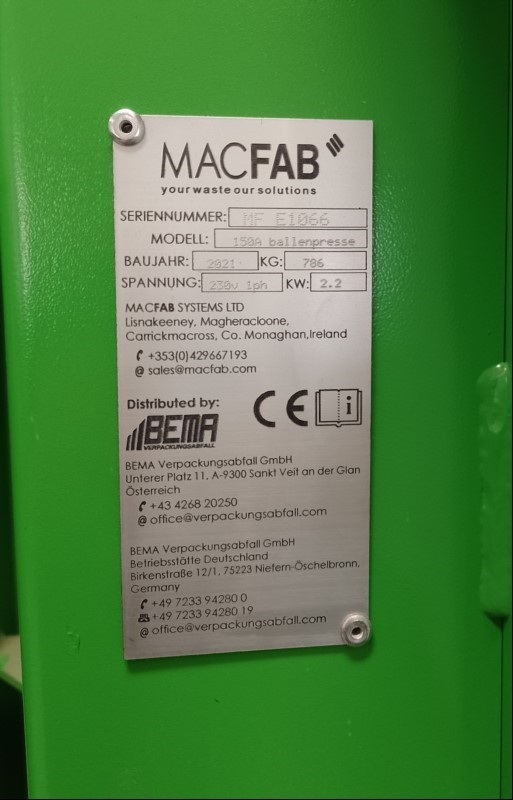 MACFAB
your waste our solutions
SERIENNUMMER: MF E1066
MODELL: 150A ballenpresse
BAUJAHR: 2021 KG: 786
SPANNUNG: 230v 1ph KW: 2.2
MACFAB SYSTEMS LTD
Lisnakeeney, Magheracloone,
Carrickmacross, Co. Monaghan,Ireland
+353(0)429667193
@ sales@macfab.com
Distributed by:
CE i
BEMA
VERPACKUNGSABFALL
BEMA Verpackungsabfall GmbH
Unterer Platz 11, A-9300 Sankt Veit an der Glan
Österreich
+43 4268 20250
@ office@verpackungsabfall.com
BEMA Verpackungsabfall GmbH
Betriebsstätte Deutschland
Birkenstraße 12/1, 75223 Niefern-Öschelbronn,
Germany
+49 7233 94280 0
+49 7233 94280 19
@ office@verpackungsabfall.com